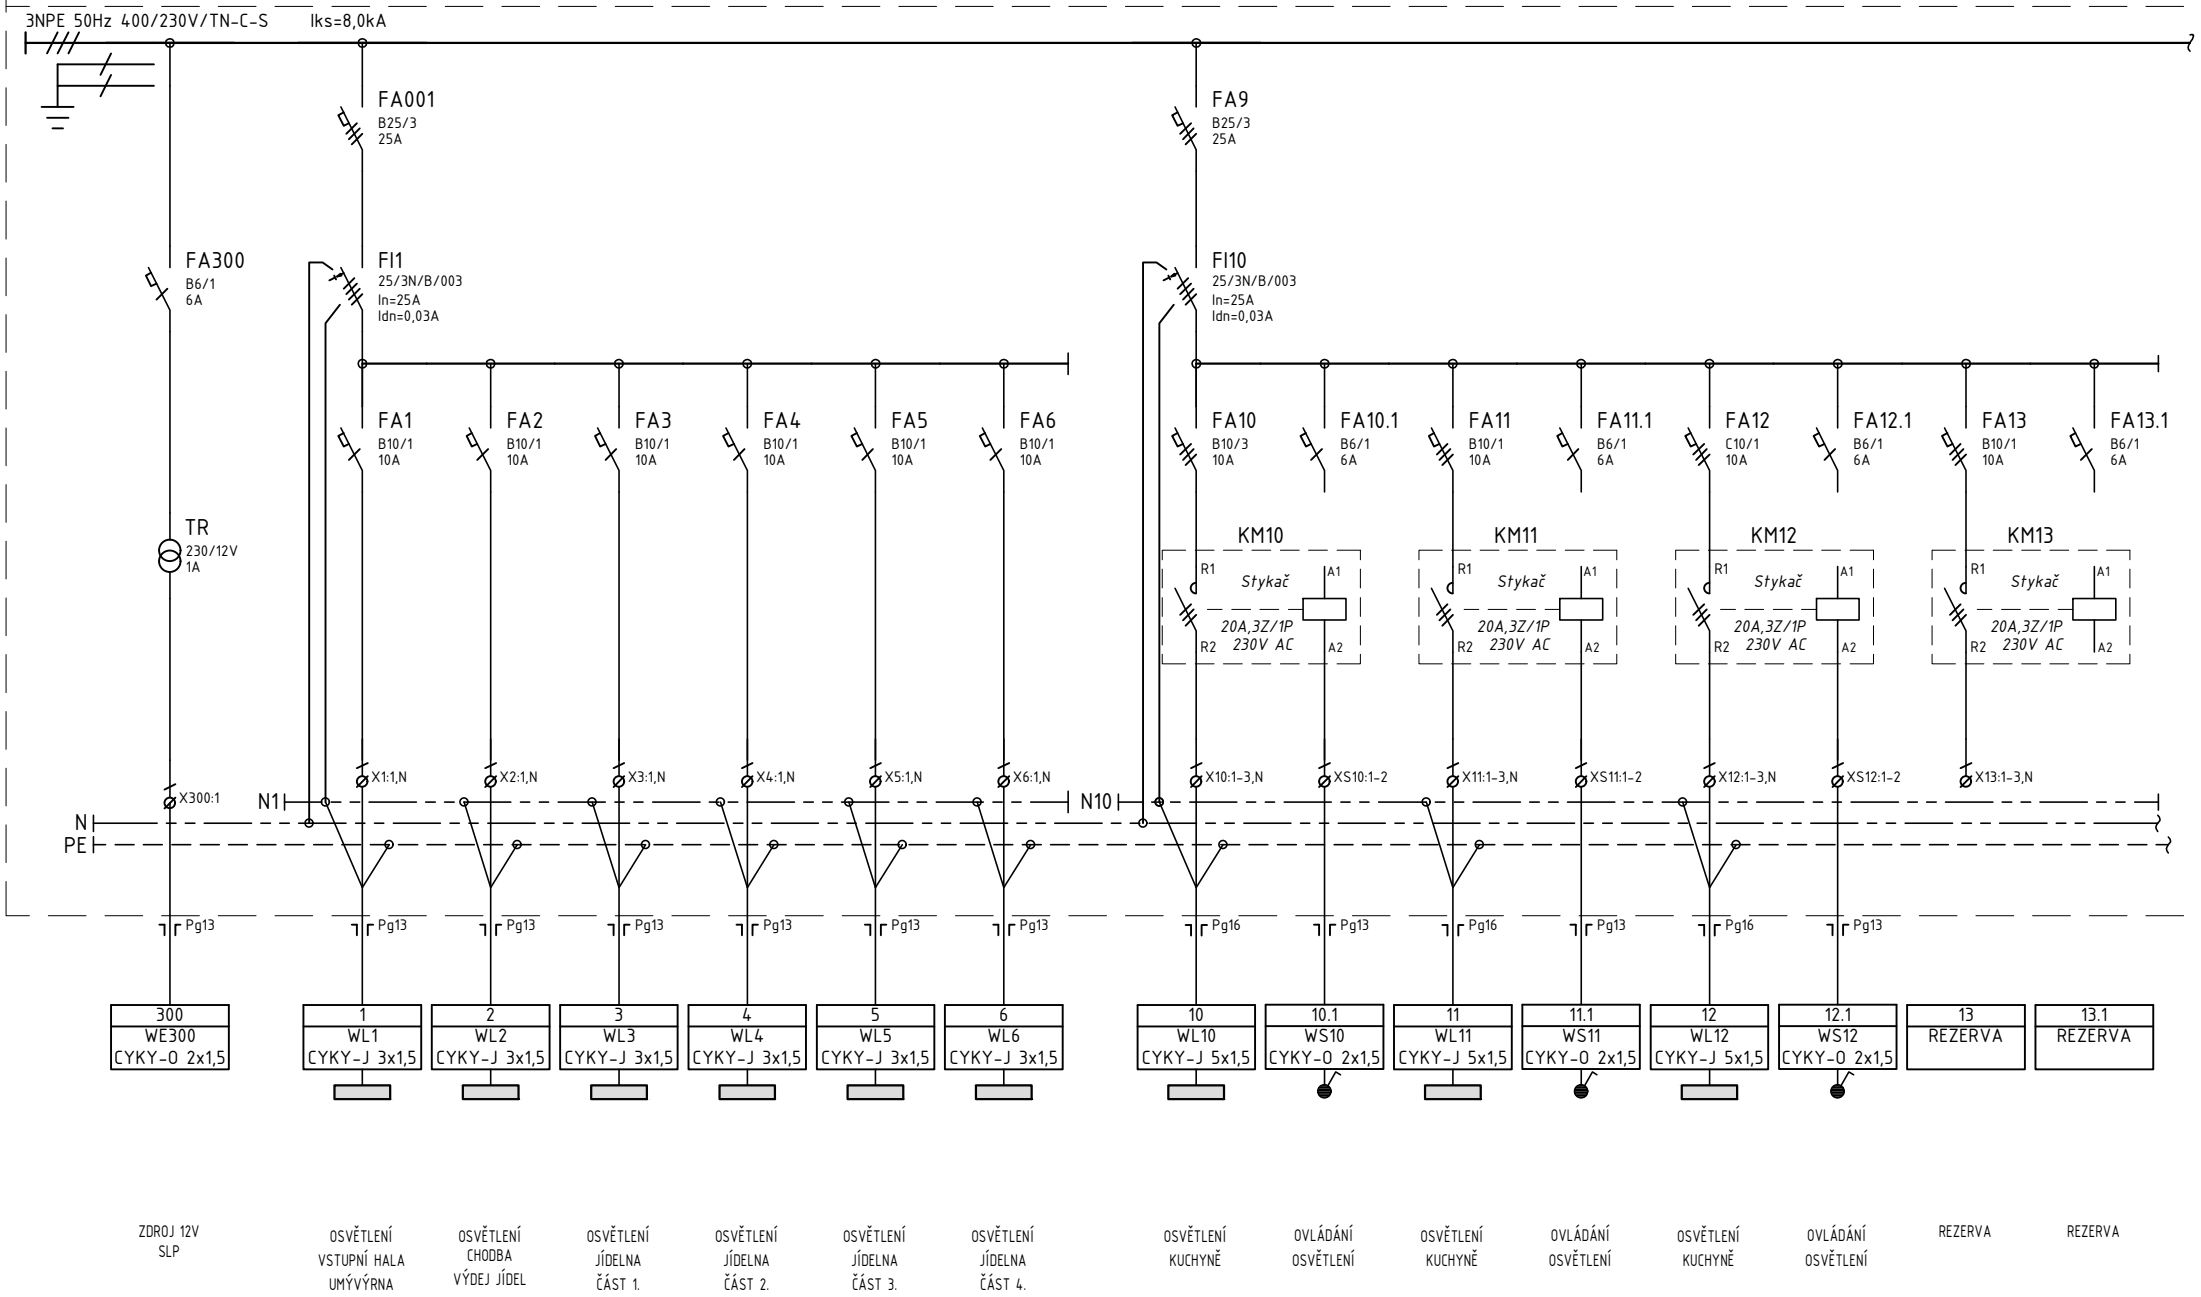 3NPE 50Hz 400/230V/TN-C-S Iks=8,0kA
FA001
B25/3
25A
FA9
B25/3
25A
FA300
B6/1
6A
FI1
25/3N/B/003
In=25A
Idn=0,03A
FI10
25/3N/B/003
In=25A
Idn=0,03A
FA1
B10/1
10A
FA2
B10/1
10A
FA3
B10/1
10A
FA4
B10/1
10A
FA5
B10/1
10A
FA6
B10/1
10A
FA10
B10/3
10A
FA10.1
B6/1
6A
FA11
B10/1
10A
FA11.1
B6/1
6A
FA12
C10/1
10A
FA12.1
B6/1
6A
FA13
B10/1
10A
FA13.1
B6/1
6A
TR
230/12V
1A
KM10
R1 Stykač A1
20A,3Z/1P
R2 230V AC A2
KM11
R1 Stykač A1
20A,3Z/1P
R2 230V AC A2
KM12
R1 Stykač A1
20A,3Z/1P
R2 230V AC A2
KM13
R1 Stykač A1
20A,3Z/1P
R2 230V AC A2
X300:1
X1:1,N
X2:1,N
X3:1,N
X4:1,N
X5:1,N
X6:1,N
X10:1-3,N
XS10:1-2
X11:1-3,N
XS11:1-2
X12:1-3,N
XS12:1-2
X13:1-3,N
N1
N10
N
PE
Pg13
Pg13
Pg13
Pg13
Pg13
Pg13
Pg13
Pg16
Pg13
Pg16
Pg13
Pg16
Pg13
300
WE300
CYKY-O 2x1,5
1
WL1
CYKY-J 3x1,5
2
WL2
CYKY-J 3x1,5
3
WL3
CYKY-J 3x1,5
4
WL4
CYKY-J 3x1,5
5
WL5
CYKY-J 3x1,5
6
WL6
CYKY-J 3x1,5
10
WL10
CYKY-J 5x1,5
10.1
WS10
CYKY-O 2x1,5
11
WL11
CYKY-J 5x1,5
11.1
WS11
CYKY-O 2x1,5
12
WL12
CYKY-J 5x1,5
12.1
WS12
CYKY-O 2x1,5
13
REZERVA
13.1
REZERVA
ZDROJ 12V
SLP
OSVĚTLENÍ
VSTUPNÍ HALA
UMÝVÝRNA
OSVĚTLENÍ
CHODBA
VÝDEJ JÍDEL
OSVĚTLENÍ
JÍDELNA
ČÁST 1.
OSVĚTLENÍ
JÍDELNA
ČÁST 2.
OSVĚTLENÍ
JÍDELNA
ČÁST 3.
OSVĚTLENÍ
JÍDELNA
ČÁST 4.
OSVĚTLENÍ
KUCHYNĚ
OVLÁDÁNÍ
OSVĚTLENÍ
OSVĚTLENÍ
KUCHYNĚ
OVLÁDÁNÍ
OSVĚTLENÍ
OSVĚTLENÍ
KUCHYNĚ
OVLÁDÁNÍ
OSVĚTLENÍ
REZERVA
REZERVA